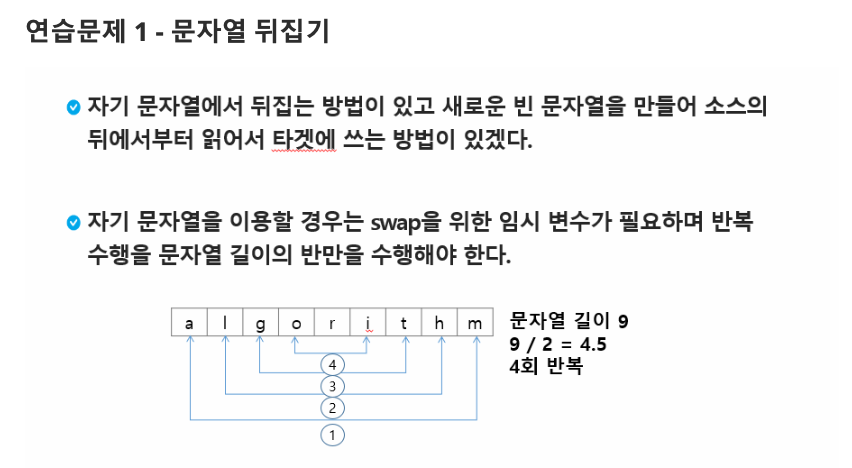 연습문제 1 - 문자열 뒤집기
자기 문자열에서 뒤집는 방법이 있고 새로운 빈 문자열을 만들어 소스의
뒤에서부터 읽어서 타겟에 쓰는 방법이 있겠다.
자기 문자열을 이용할 경우는 swap을 위한 임시 변수가 필요하며 반복
수행을 문자열 길이의 반만을 수행해야 한다.
a l g o r i t h m
문자열 길이 9
9 / 2 = 4.5
4회 반복
4
3
2
1